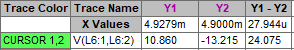 Trace Color Trace Name Y1 Y2 Y1 - Y2
X Values 4.9279m 4.9000m 27.944u
CURSOR 1,2 V(L6:1,L6:2) 10.860 -13.215 24.075